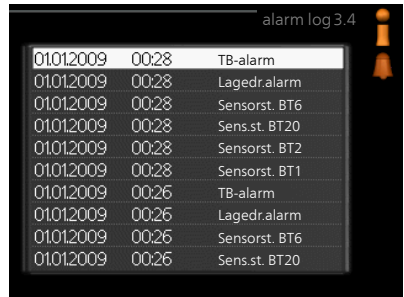 alarm log 3.4
01.01.2009 00:28 TB-alarm
01.01.2009 00:28 Lagedr.alarm
01.01.2009 00:28 Sensorst. BT6
01.01.2009 00:28 Sens.st. BT20
01.01.2009 00:28 Sensorst. BT2
01.01.2009 00:28 Sensorst. BT1
01.01.2009 00:26 TB-alarm
01.01.2009 00:26 Lagedr.alarm
01.01.2009 00:26 Sensorst. BT6
01.01.2009 00:26 Sens.st. BT20